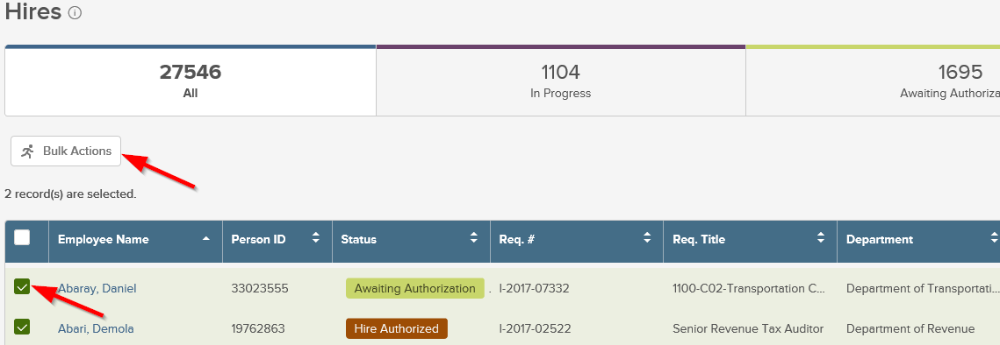 Hires
27546 1104 1695
All In Progress Awaiting Authoriza
Bulk Actions
2 record(s) are selected.
Employee Name Person ID Status Req. # Req. Title Department
Abaray, Daniel 33023555 Awaiting Authorization . I-2017-07332 1100-C02-Transportation C... Department of Transportati...
Abari, Demola 19762863 Hire Authorized I-2017-02522 Senior Revenue Tax Auditor Department of Revenue